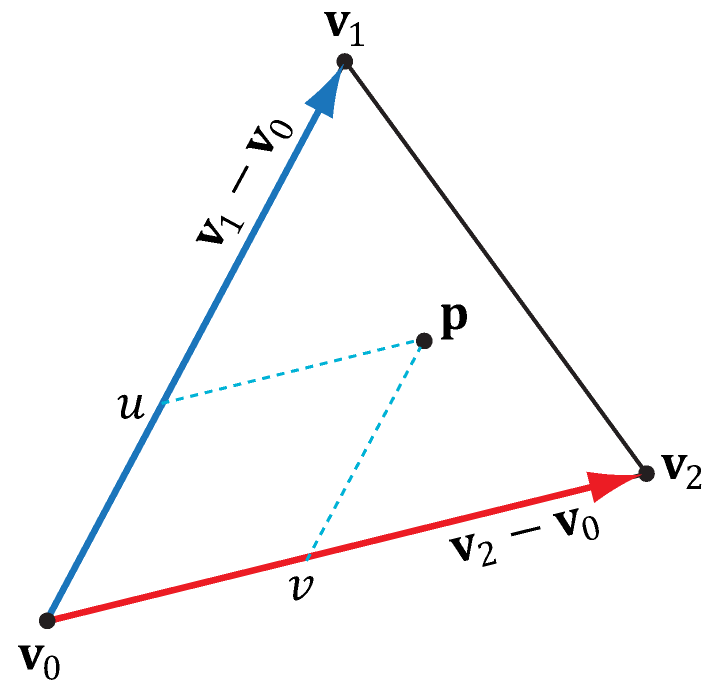 v₁
v₁ − v₀
p
u
v₂
v₂ − v₀
v
v₀